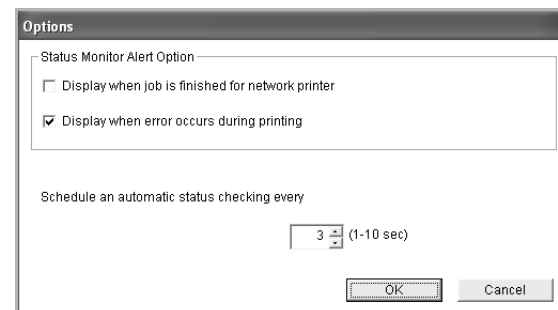 Options
Status Monitor Alert Option
Display when job is finished for network printer
Display when error occurs during printing
Schedule an automatic status checking every
3 (1-10 sec)
OK Cancel